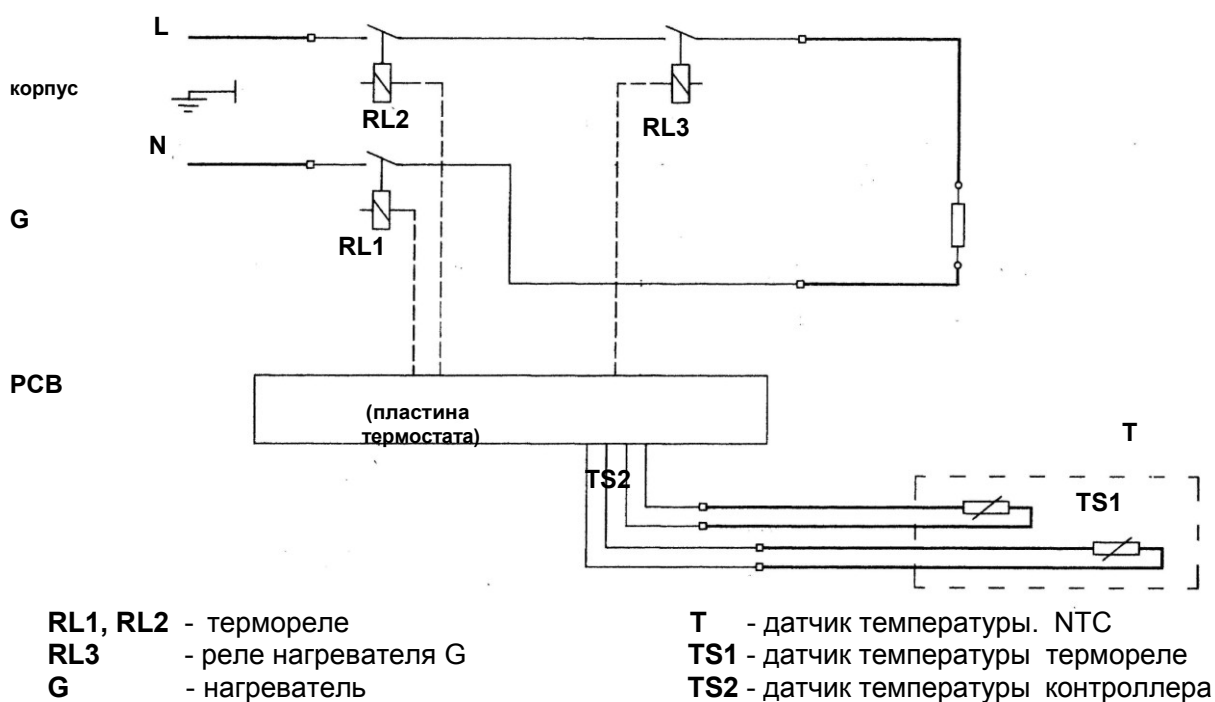 L
корпус
RL2
RL3
N
G
RL1
PCB
(пластина
термостата)
T
TS2
TS1
RL1, RL2 - термореле
RL3 - реле нагревателя G
G - нагреватель
T - датчик температуры. NTC
TS1 - датчик температуры термореле
TS2 - датчик температуры контроллера